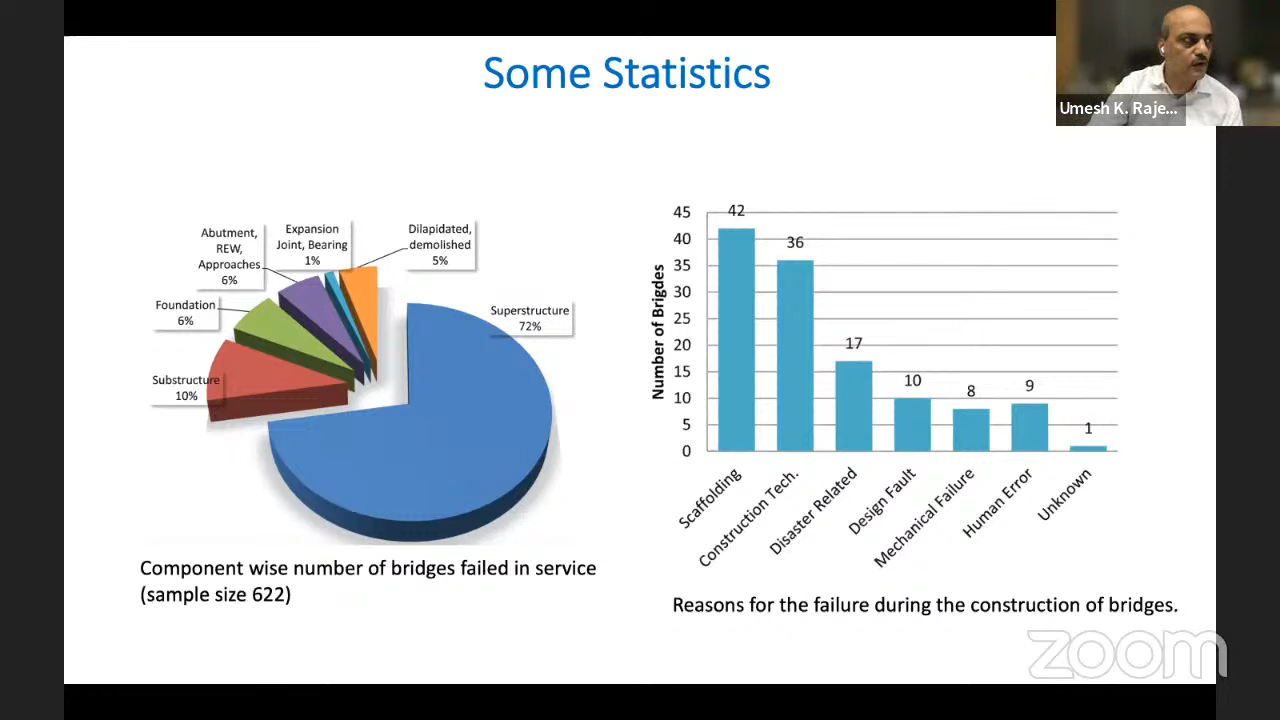 Some Statistics
Umesh K. Raje...
Abutment,
REW,
Approaches
6%
Expansion
Joint, Bearing
1%
Dilapidated,
demolished
5%
Foundation
6%
Superstructure
72%
Substructure
10%
Component wise number of bridges failed in service
(sample size 622)
Number of Brigdes
45
40
35
30
25
20
15
10
5
0
42
36
17
10
8
9
1
Scaffolding
Construction Tech.
Disaster Related
Design Fault
Mechanical Failure
Human Error
Unknown
Reasons for the failure during the construction of bridges.
zoom